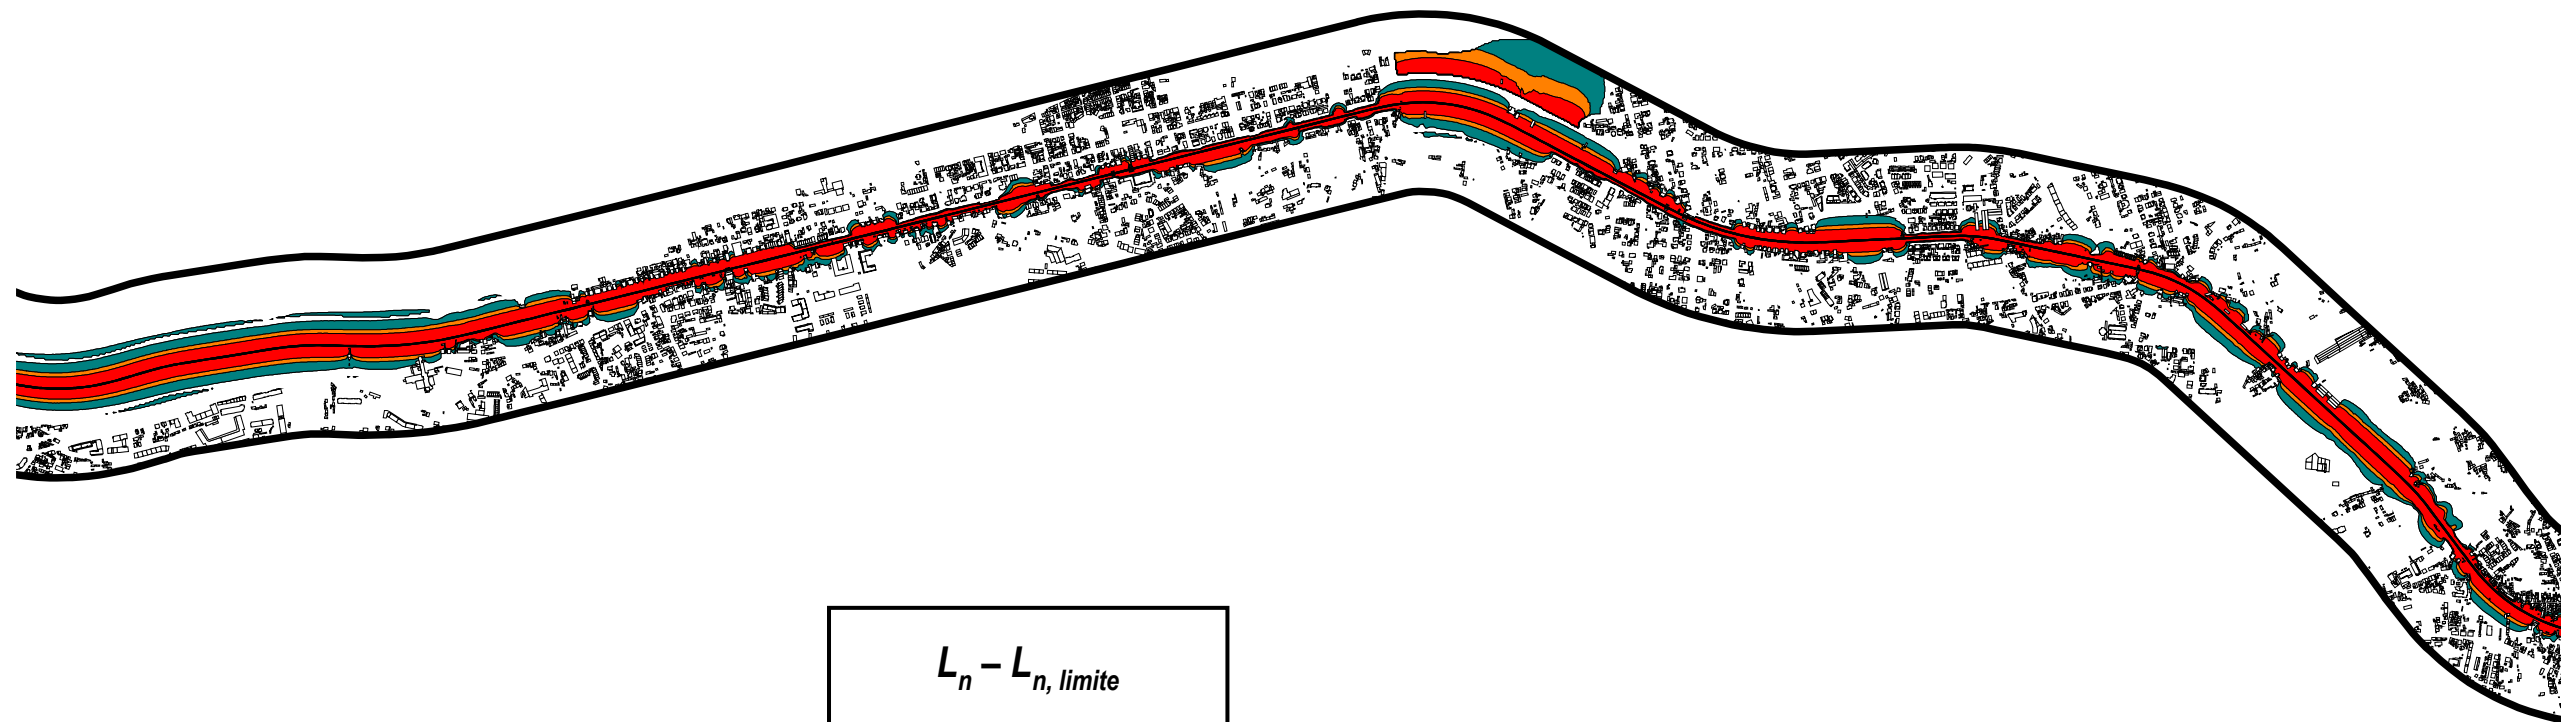 Ln – Ln, limite